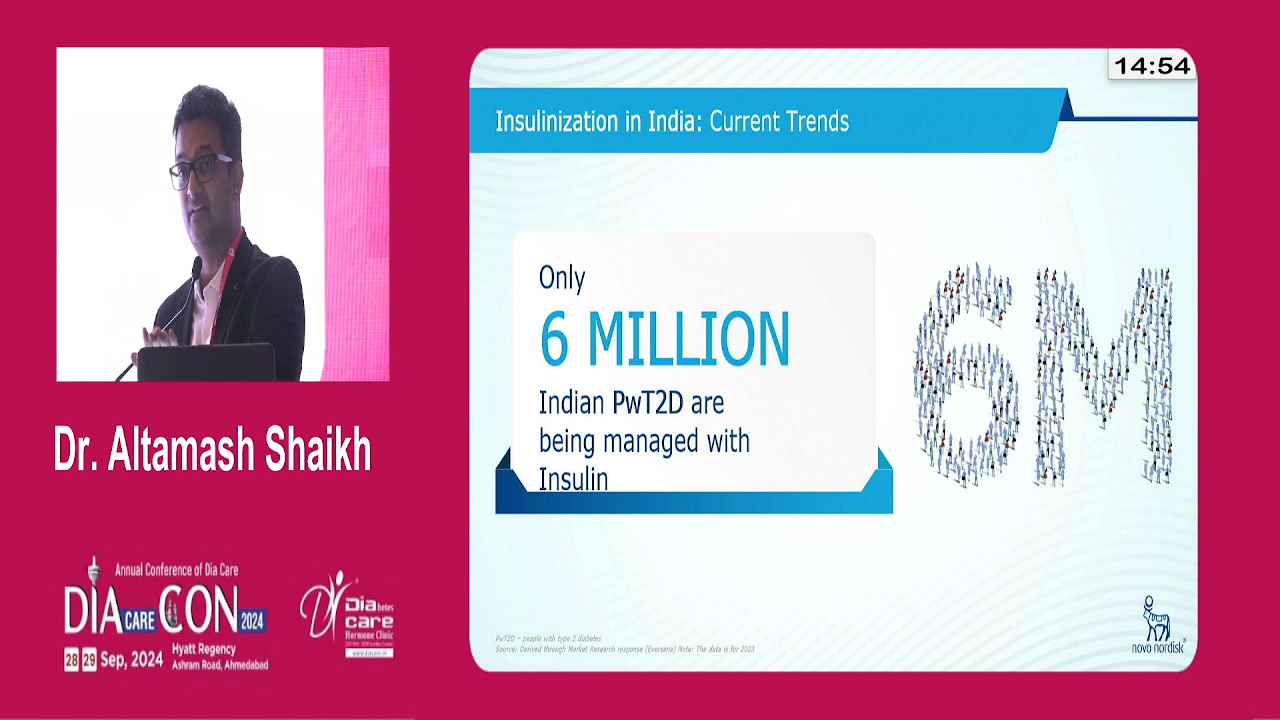 14:54
Insulinization in India: Current Trends
Only
6 MILLION
Indian PwT2D are
being managed with
Insulin
6M
PwT2D – people with type 2 diabetes
Source: Derived through Market Research response (Eversana) Note: The data is for 2023
novo nordisk®
Dr. Altamash Shaikh
Annual Conference of Dia Care
DIA CARE CON 2024
28 29 Sep, 2024
Hyatt Regency
Ashram Road, Ahmedabad
Diabetes
care
Hormone Clinic
www.diacare.in